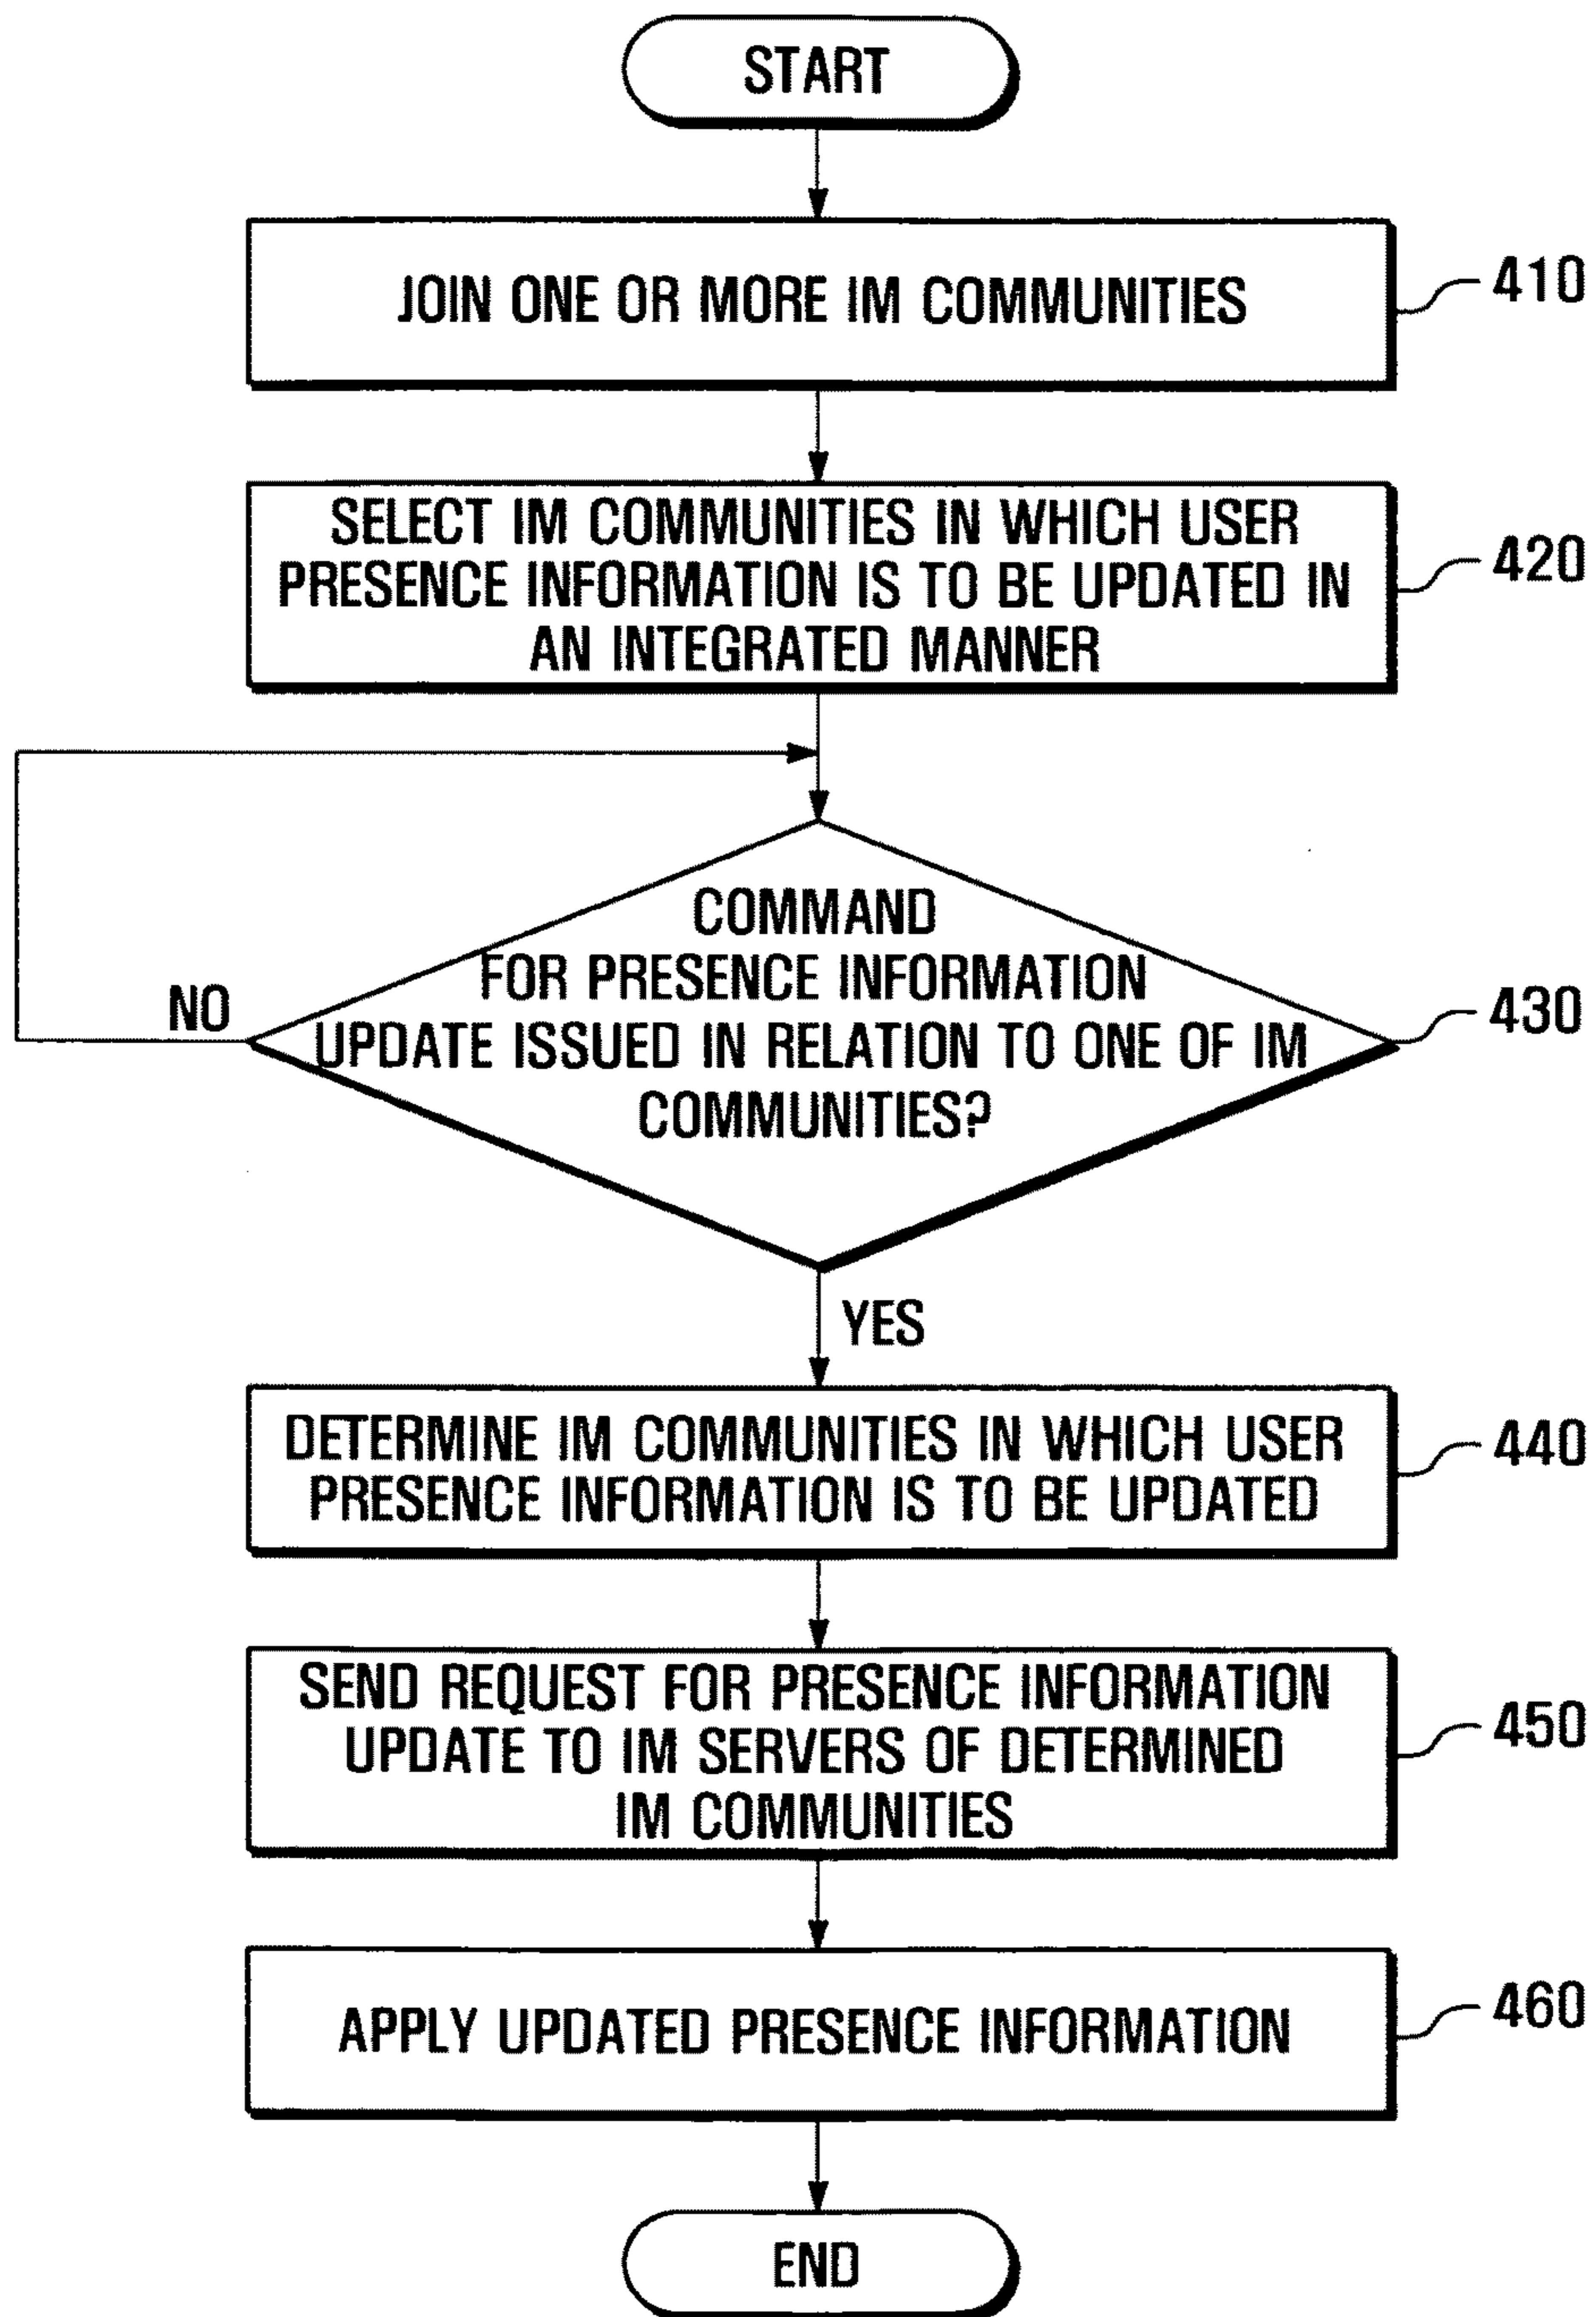 START
JOIN ONE OR MORE IM COMMUNITIES
410
SELECT IM COMMUNITIES IN WHICH USER
PRESENCE INFORMATION IS TO BE UPDATED IN
AN INTEGRATED MANNER
420
COMMAND
FOR PRESENCE INFORMATION
UPDATE ISSUED IN RELATION TO ONE OF IM
COMMUNITIES?
NO
430
YES
DETERMINE IM COMMUNITIES IN WHICH USER
PRESENCE INFORMATION IS TO BE UPDATED
440
SEND REQUEST FOR PRESENCE INFORMATION
UPDATE TO IM SERVERS OF DETERMINED
IM COMMUNITIES
450
APPLY UPDATED PRESENCE INFORMATION
460
END